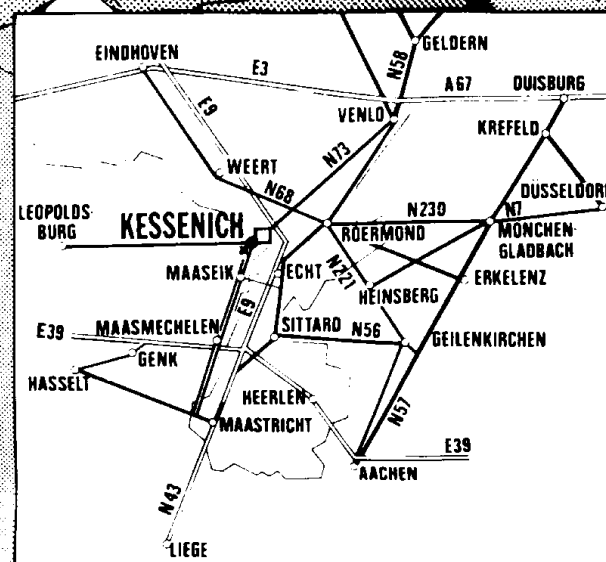 GELDERN
EINDHOVEN
N58
E3
A67
DUISBURG
E9
VENLO
KREFELD
N73
WEERT
N68
DÜSSELDORF
LEOPOLDS-
BURG
KESSENICH
N230
N7
ROERMOND
MÖNCHEN-
GLADBACH
MAASEIK
ECHT
N221
HEINSBERG
ERKELENZ
E9
E39
MAASMECHELEN
SITTARD
N56
GEILENKIRCHEN
GENK
HASSELT
HEERLEN
N57
MAASTRICHT
E39
AACHEN
N43
LIEGE